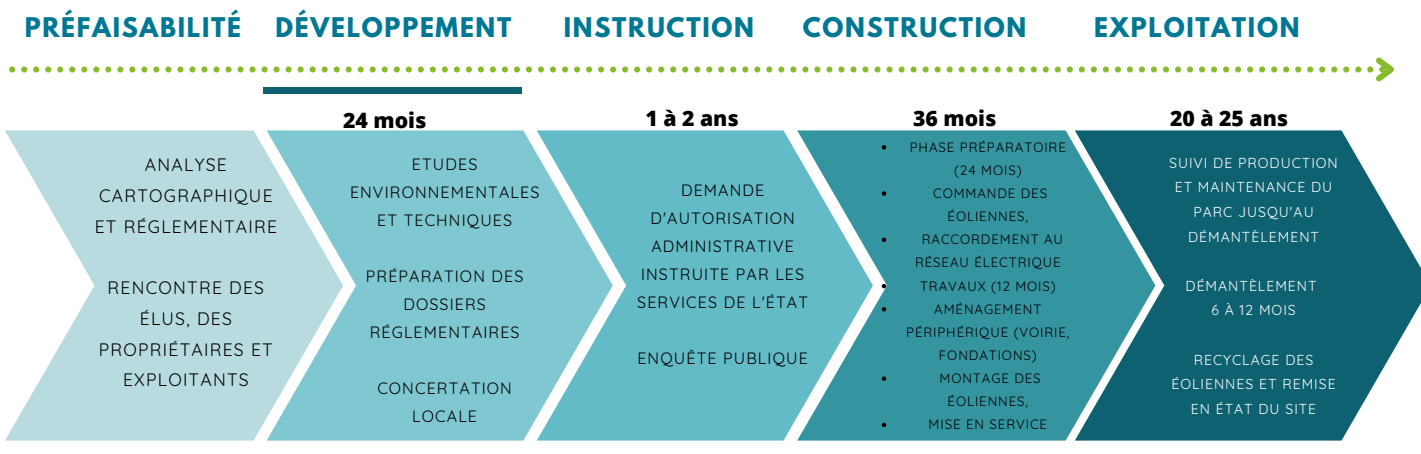 PRÉFAISABILITÉ
DÉVELOPPEMENT
INSTRUCTION
CONSTRUCTION
EXPLOITATION
24 mois
1 à 2 ans
36 mois
20 à 25 ans
ANALYSE
CARTOGRAPHIQUE
ET RÉGLEMENTAIRE
RENCONTRE DES
ÉLUS, DES
PROPRIÉTAIRES ET
EXPLOITANTS
ETUDES
ENVIRONNEMENTALES
ET TECHNIQUES
PRÉPARATION DES
DOSSIERS
RÉGLEMENTAIRES
CONCERTATION
LOCALE
DEMANDE
D'AUTORISATION
ADMINISTRATIVE
INSTRUITE PAR LES
SERVICES DE L'ÉTAT
ENQUÊTE PUBLIQUE
• PHASE PRÉPARATOIRE
(24 MOIS)
• COMMANDE DES
ÉOLIENNES,
• RACCORDEMENT AU
RÉSEAU ÉLECTRIQUE
• TRAVAUX (12 MOIS)
• AMÉNAGEMENT
PÉRIPHÉRIQUE (VOIRIE,
FONDATIONS)
• MONTAGE DES
ÉOLIENNES,
• MISE EN SERVICE
SUIVI DE PRODUCTION
ET MAINTENANCE DU
PARC JUSQU'AU
DÉMANTÈLEMENT
DÉMANTÈLEMENT
6 À 12 MOIS
RECYCLAGE DES
ÉOLIENNES ET REMISE
EN ÉTAT DU SITE